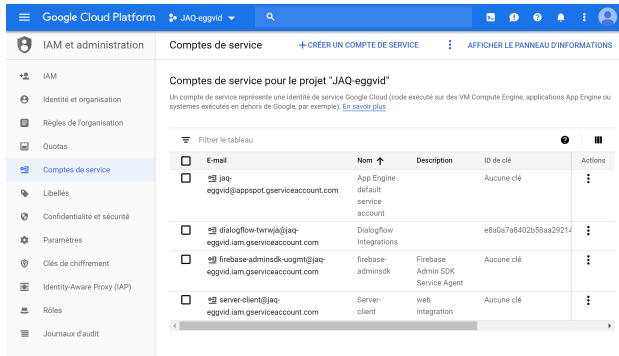 Google Cloud Platform
JAQ-eggvid
IAM et administration
Comptes de service
CRÉER UN COMPTE DE SERVICE
AFFICHER LE PANNEAU D'INFORMATIONS
IAM
Identité et organisation
Règles de l'organisation
Quotas
Comptes de service
Libellés
Confidentialité et sécurité
Paramètres
Clés de chiffrement
Identity-Aware Proxy (IAP)
Rôles
Journaux d'audit
Comptes de service pour le projet "JAQ-eggvid"
Un compte de service représente une identité de service Google Cloud (code exécuté sur des VM Compute Engine, applications App Engine ou
systèmes exécutés en dehors de Google, par exemple). En savoir plus
Filtrer le tableau
E-mail Nom Description ID de clé Actions
jaq-
eggvid@appspot.gserviceaccount.com
App Engine
default
service
account
Aucune clé
dialogflow-twrwja@jaq-
eggvid.iam.gserviceaccount.com
Dialogflow
Integrations
e8a0a7a8402b58aa29214
firebase-adminsdk-uogmt@jaq-
eggvid.iam.gserviceaccount.com
firebase-
adminsdk
Firebase
Admin SDK
Service Agent
Aucune clé
server-client@jaq-
eggvid.iam.gserviceaccount.com
Server-
client
web
integration
Aucune clé